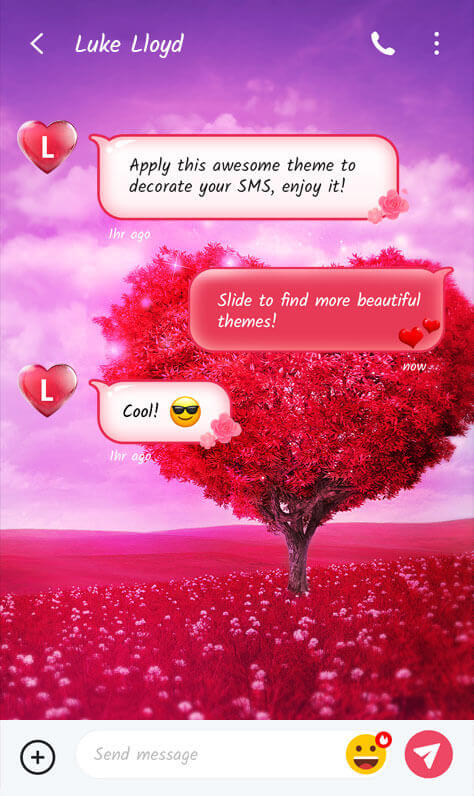 Luke Lloyd
L
Apply this awesome theme to
decorate your SMS, enjoy it!
1hr ago
Slide to find more beautiful
themes!
now
L
Cool!
1hr ago
Send message